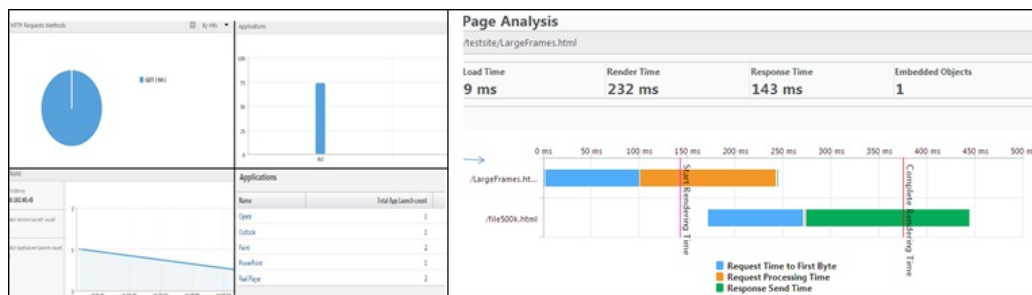 HTTP Requests Methods
By Hits
GET ( 94 )
Applications
100
75
50
25
0
Applications
Name Total App Launch count
Opera 1
Outlook 1
Paint 2
PowerPoint 1
Real Player 3
Page Analysis
/testsite/LargeFrames.html
Load Time Render Time Response Time Embedded Objects
9 ms 232 ms 143 ms 1
0 ms 50 ms 100 ms 150 ms 200 ms 250 ms 300 ms 350 ms 400 ms 450 ms 500 m
/LargeFrames.ht...
/file500k.html
Start Rendering Time
Complete Rendering Time
Request Time to First Byte
Request Processing Time
Response Send Time